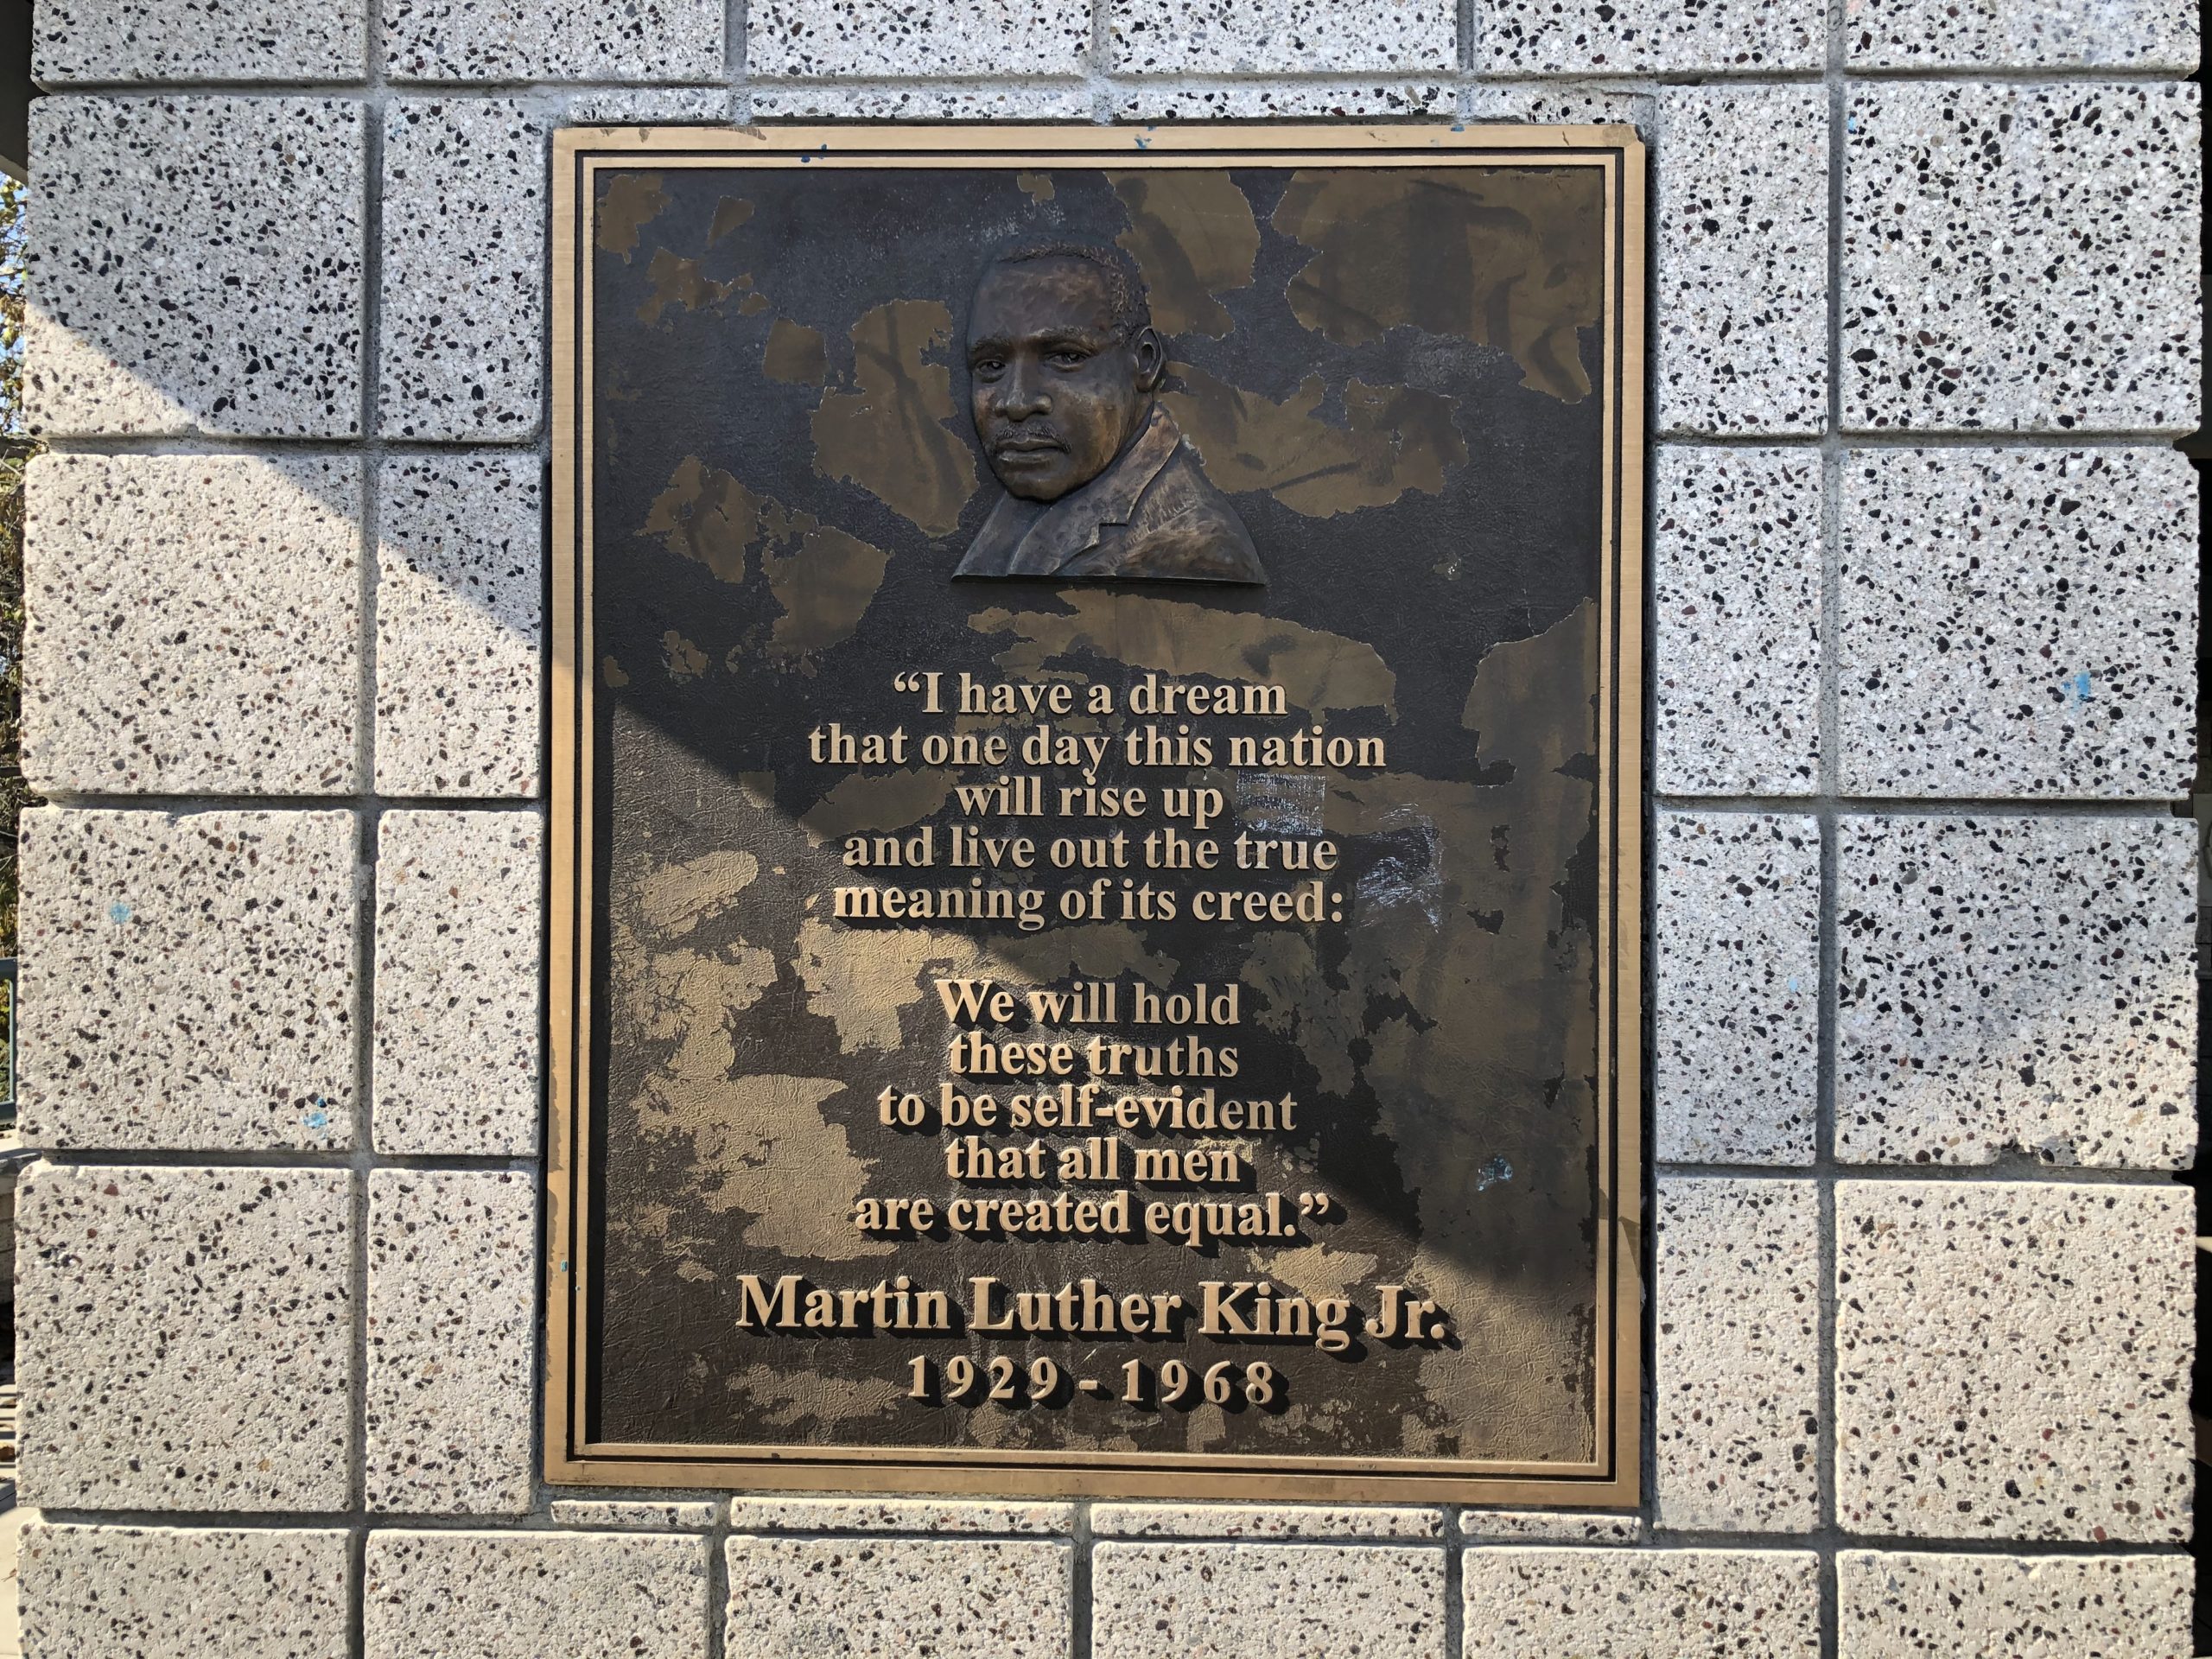 “I have a dream
that one day this nation
will rise up
and live out the true
meaning of its creed:
We will hold
these truths
to be self-evident
that all men
are created equal.”
Martin Luther King Jr.
1929 - 1968